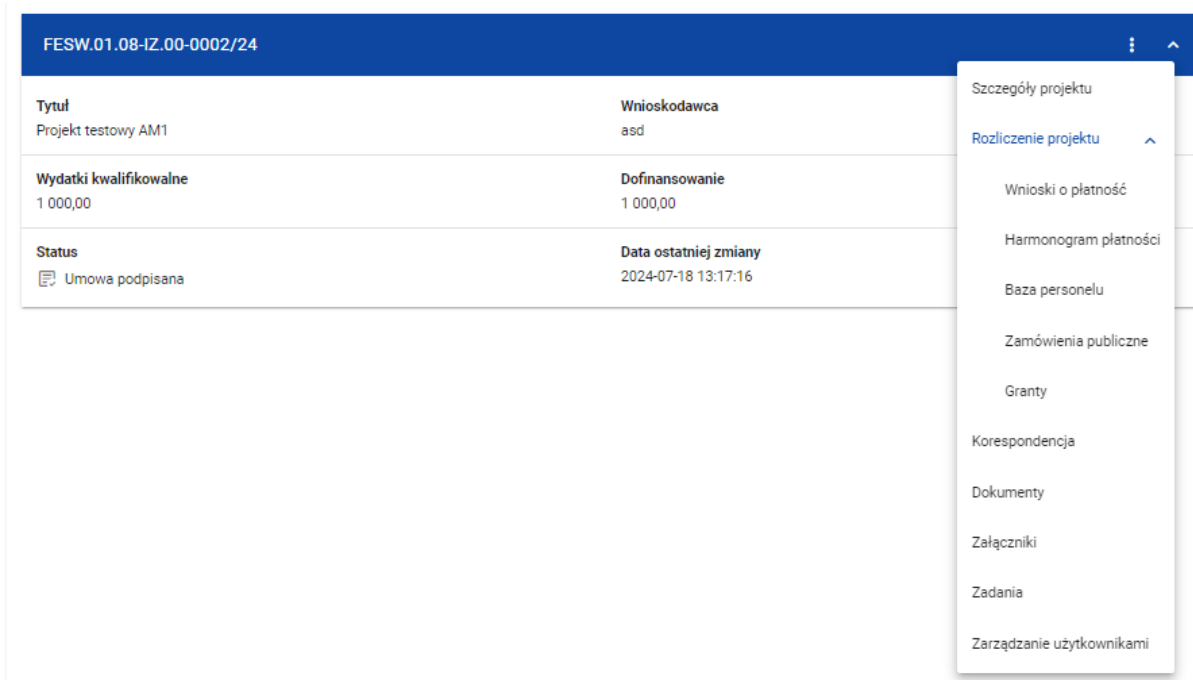 FESW.01.08-IZ.00-0002/24
Tytuł
Projekt testowy AM1
Wnioskodawca
asd
Wydatki kwalifikowalne
1 000,00
Dofinansowanie
1 000,00
Status
Umowa podpisana
Data ostatniej zmiany
2024-07-18 13:17:16
Szczegóły projektu
Rozliczenie projektu
Wnioski o płatność
Harmonogram płatności
Baza personelu
Zamówienia publiczne
Granty
Korespondencja
Dokumenty
Załączniki
Zadania
Zarządzanie użytkownikami